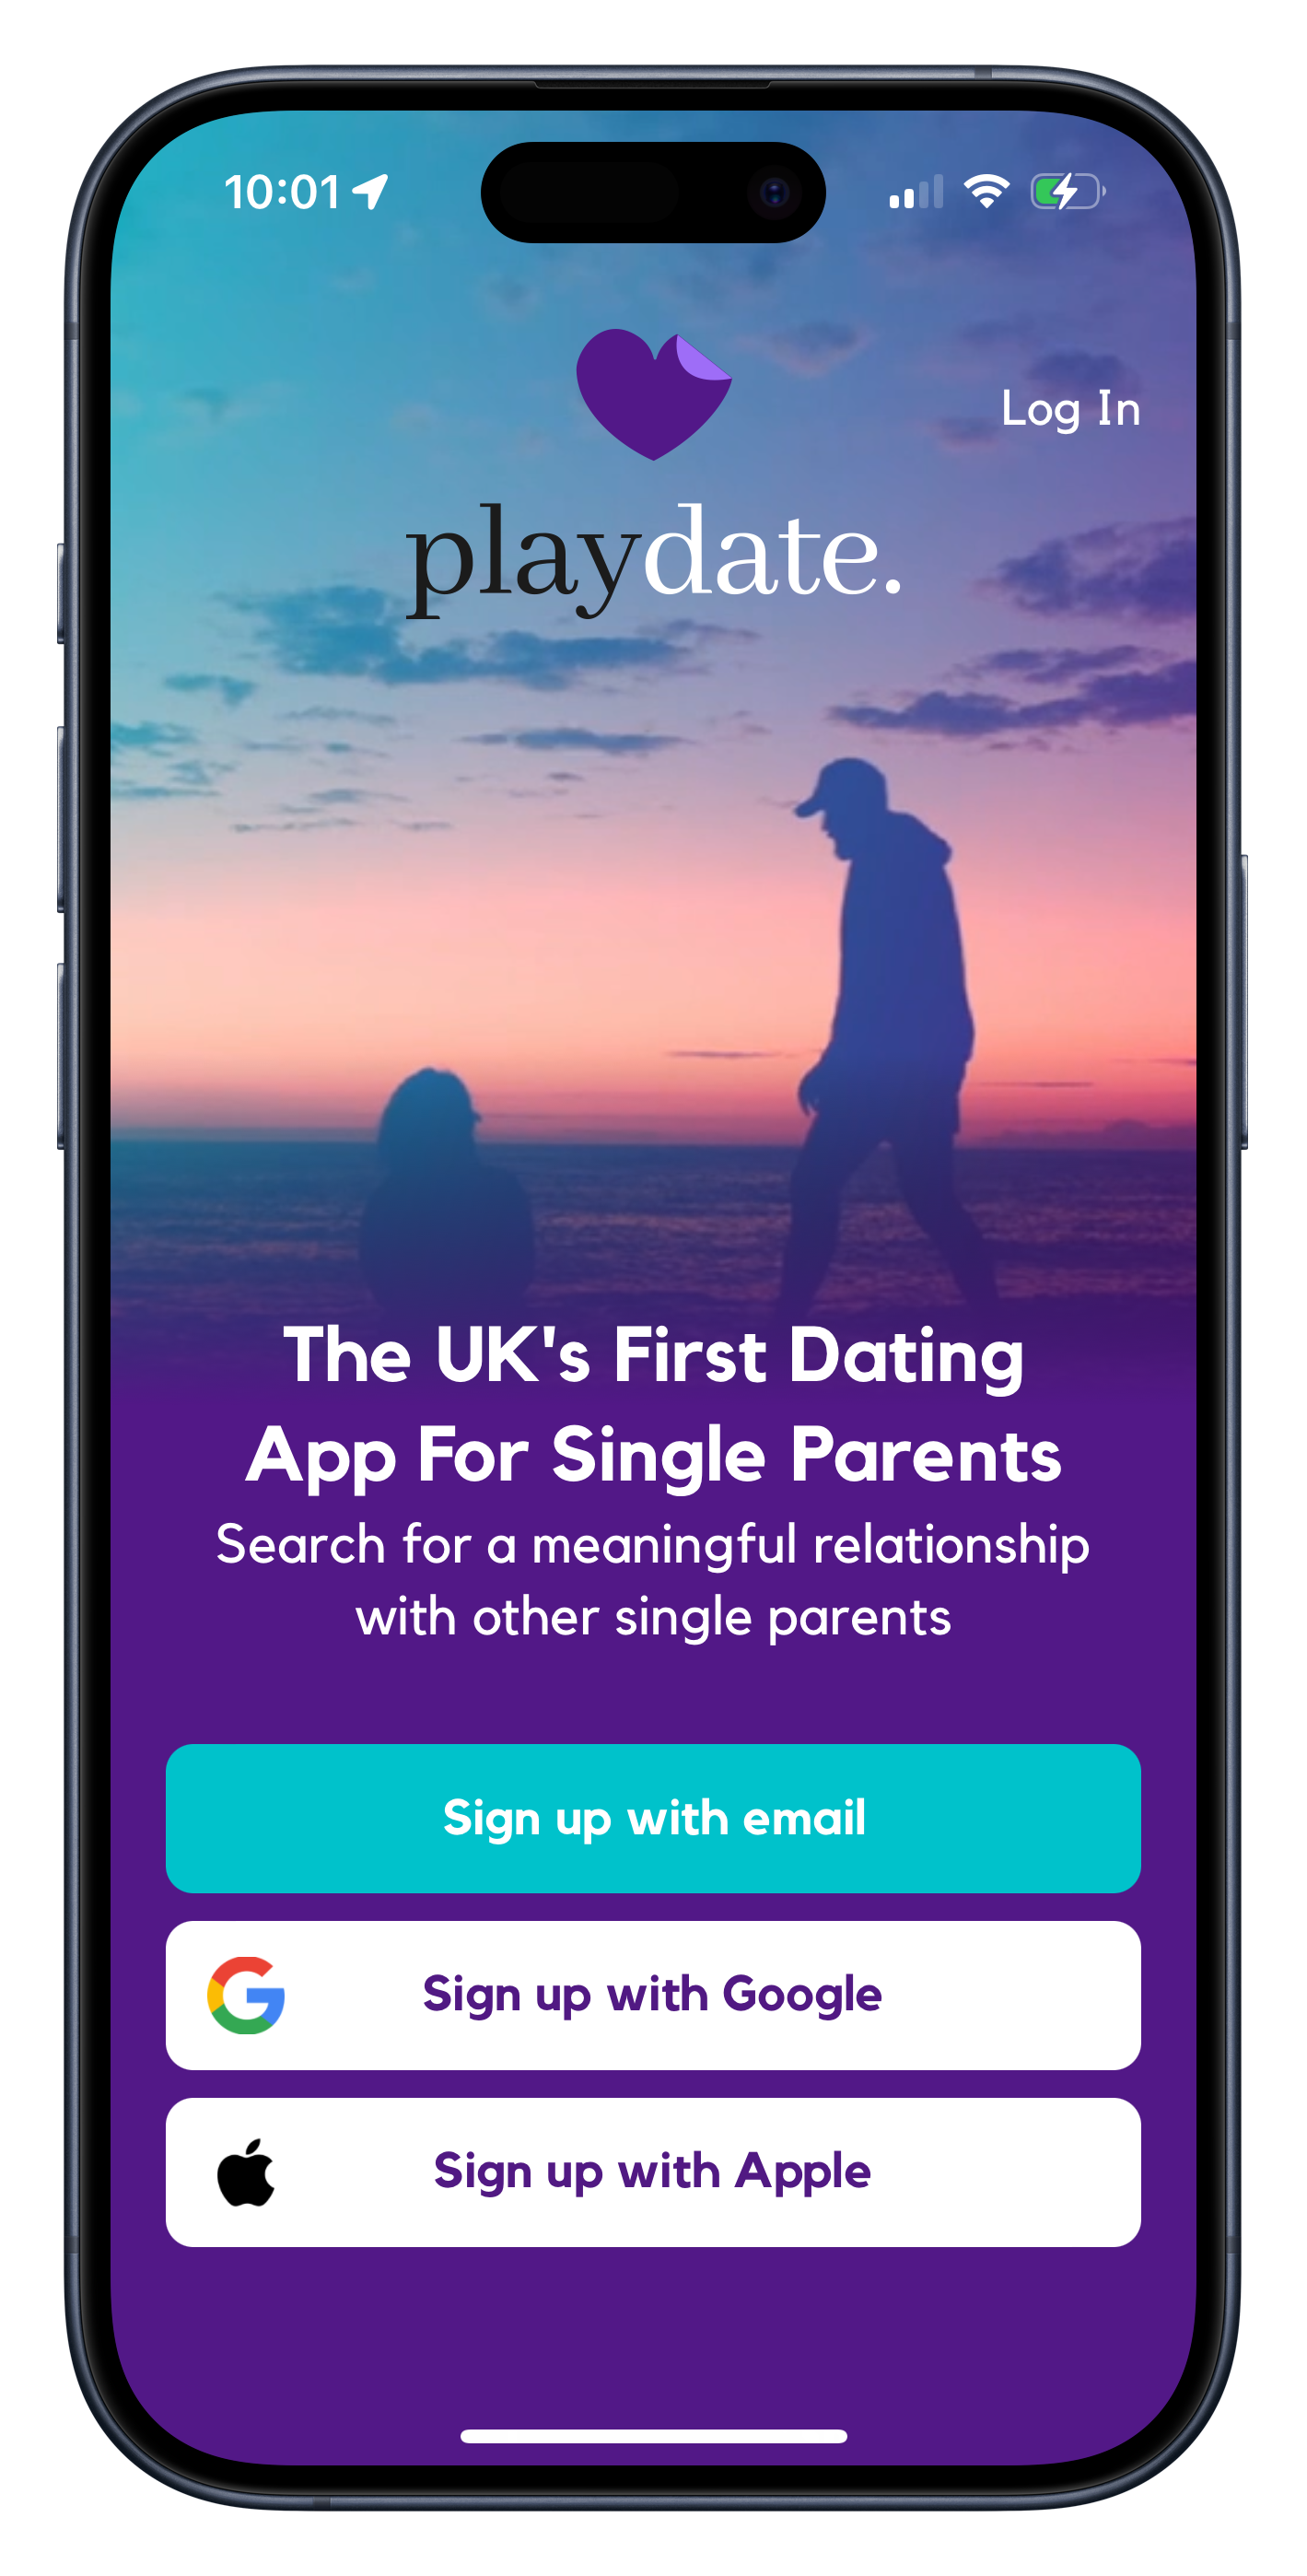 10:01
Log In
playdate.
The UK's First Dating
App For Single Parents
Search for a meaningful relationship
with other single parents
Sign up with email
Sign up with Google
Sign up with Apple